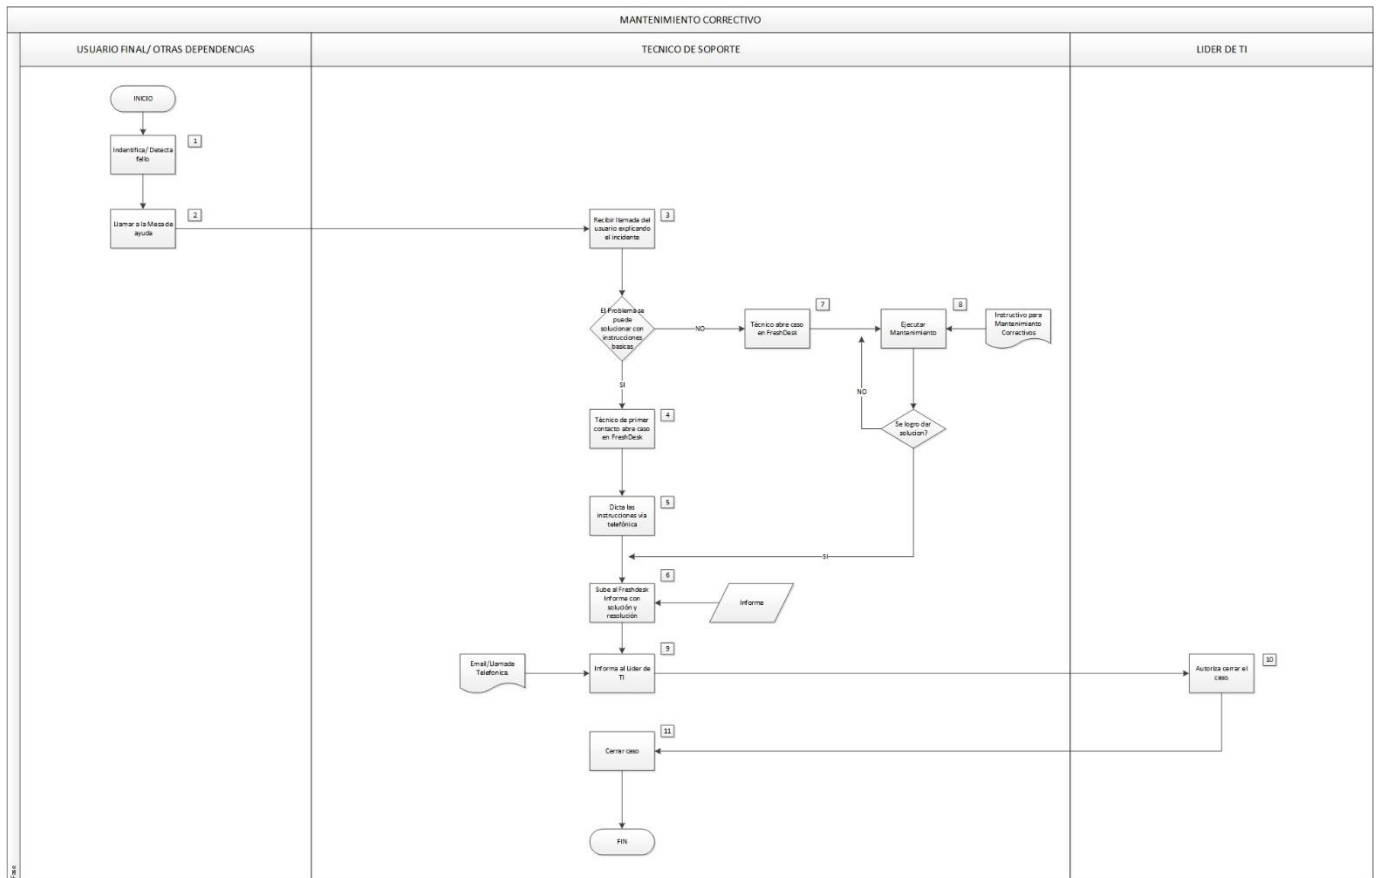 MANTENIMIENTO CORRECTIVO
USUARIO FINAL/ OTRAS DEPENDENCIAS
TECNICO DE SOPORTE
LIDER DE TI
INICIO
1
Indentifica/ Detecta
fello
2
Llamar a la Mesa de
ayuda
3
Recibir llamada del
usuario explicando
el incidente
El Problema se
puede
solucionar con
instrucciones
basicas.
NO
7
Técnico abre caso
en FreshDesk
8
Ejecutar
Mantenimiento
Instructivo para
Mantenimiento
Correctivos
SI
NO
4
Técnico de primer
contacto abre caso
en FreshDesk
Se logro dar
solucion?
5
Dicta las
instrucciones vía
telefónica
SI
6
Sube al Freshdesk
Informe con
solución y
resolución
Informe
9
Email/Llamada
Telefonica.
Informa al Lider de
TI
10
Autoriza cerrar el
caso.
11
Cerrar caso
FIN
Fase